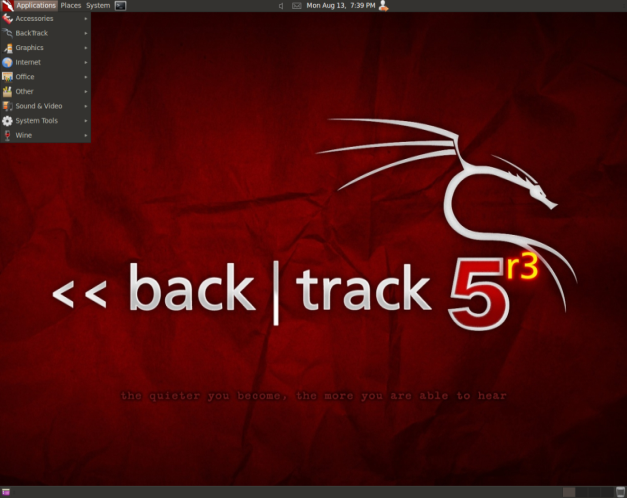 Applications Places System Mon Aug 13, 7:39 PM
Accessories
BackTrack
Graphics
Internet
Office
Other
Sound & Video
System Tools
Wine
<< back | track 5 r3
the quieter you become, the more you are able to hear